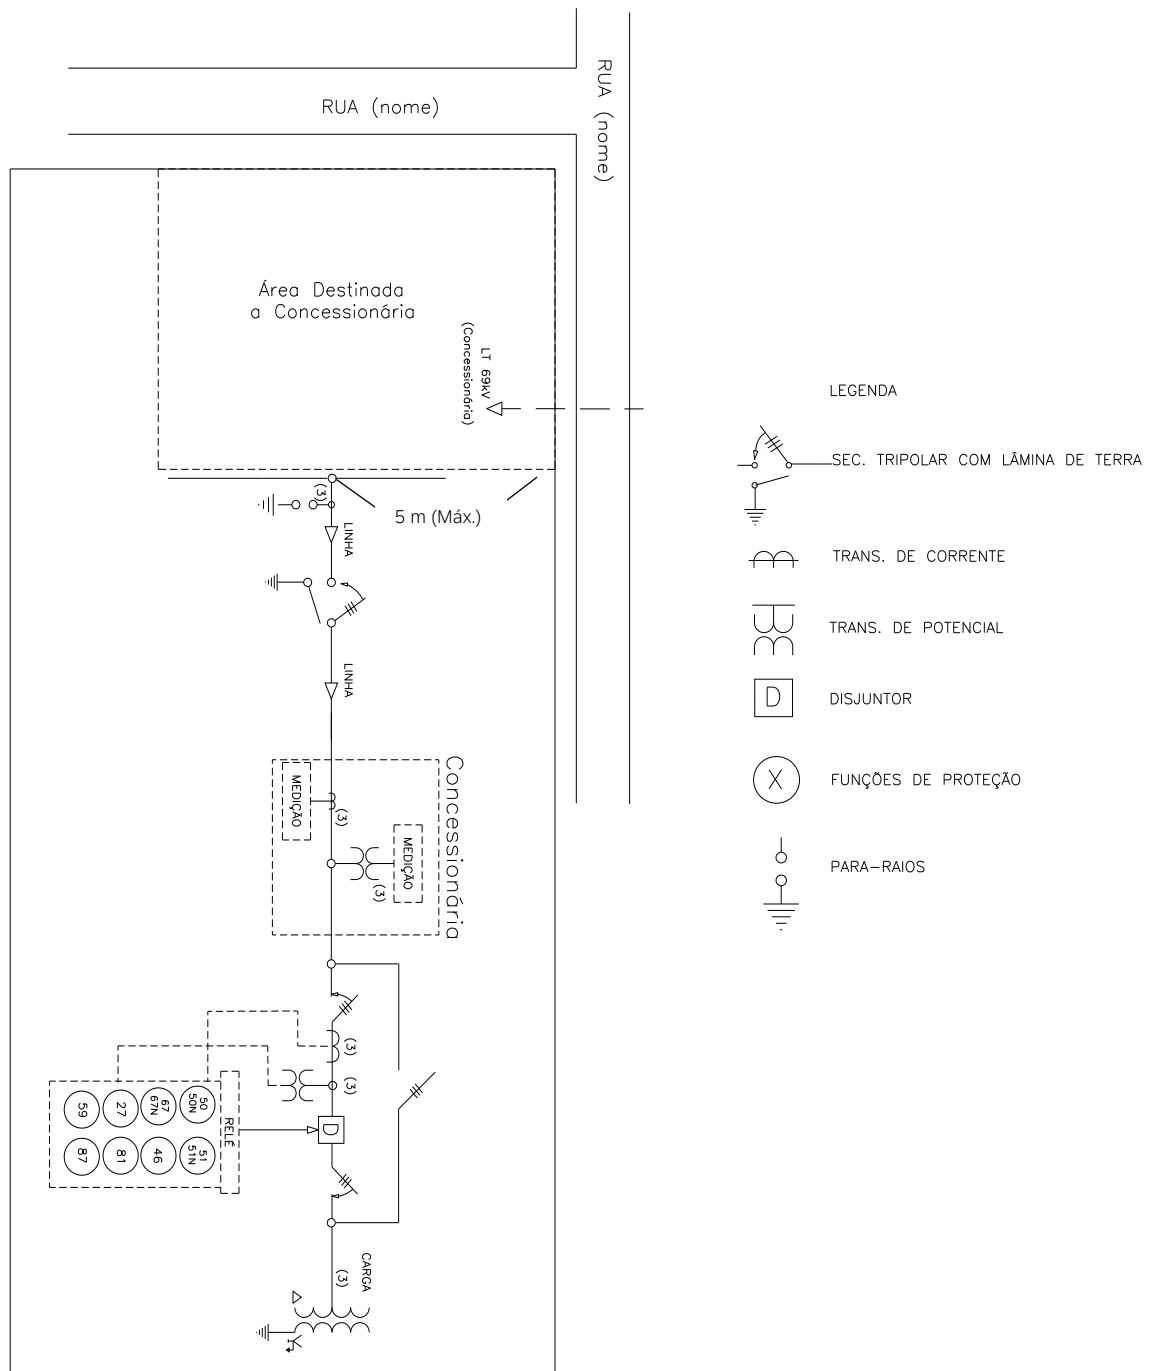 RUA (nome)
RUA (nome)
Área Destinada
a Concessionária
LT 69kV
(Concessionária)
(3)
5 m (Máx.)
LINHA
LINHA
Concessionária
MEDIÇÃO
(3)
MEDIÇÃO
(3)
(3)
(3)
59
27
67
67N
50
50N
RELÉ
D
87
81
46
51
51N
CARGA
(3)
LEGENDA
SEC. TRIPOLAR COM LÂMINA DE TERRA
TRANS. DE CORRENTE
TRANS. DE POTENCIAL
D
DISJUNTOR
X
FUNÇÕES DE PROTEÇÃO
PARA-RAIOS